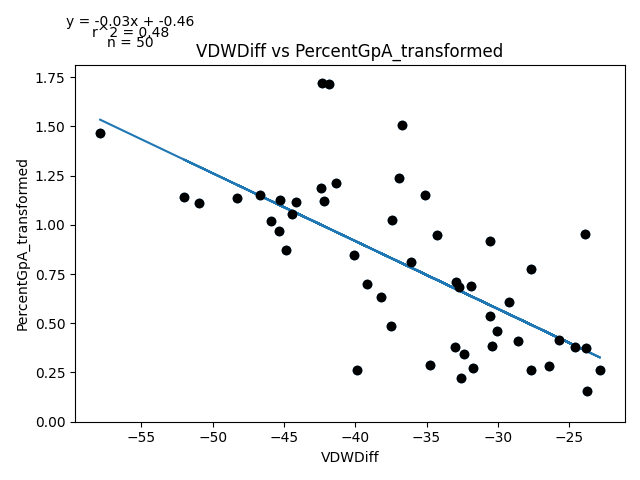 y = -0.03x + -0.46
r^2 = 0.48
n = 50
VDWDiff vs PercentGpA_transformed
1.75
1.50
1.25
1.00
0.75
0.50
0.25
0.00
PercentGpA_transformed
−55 −50 −45 −40 −35 −30 −25
VDWDiff